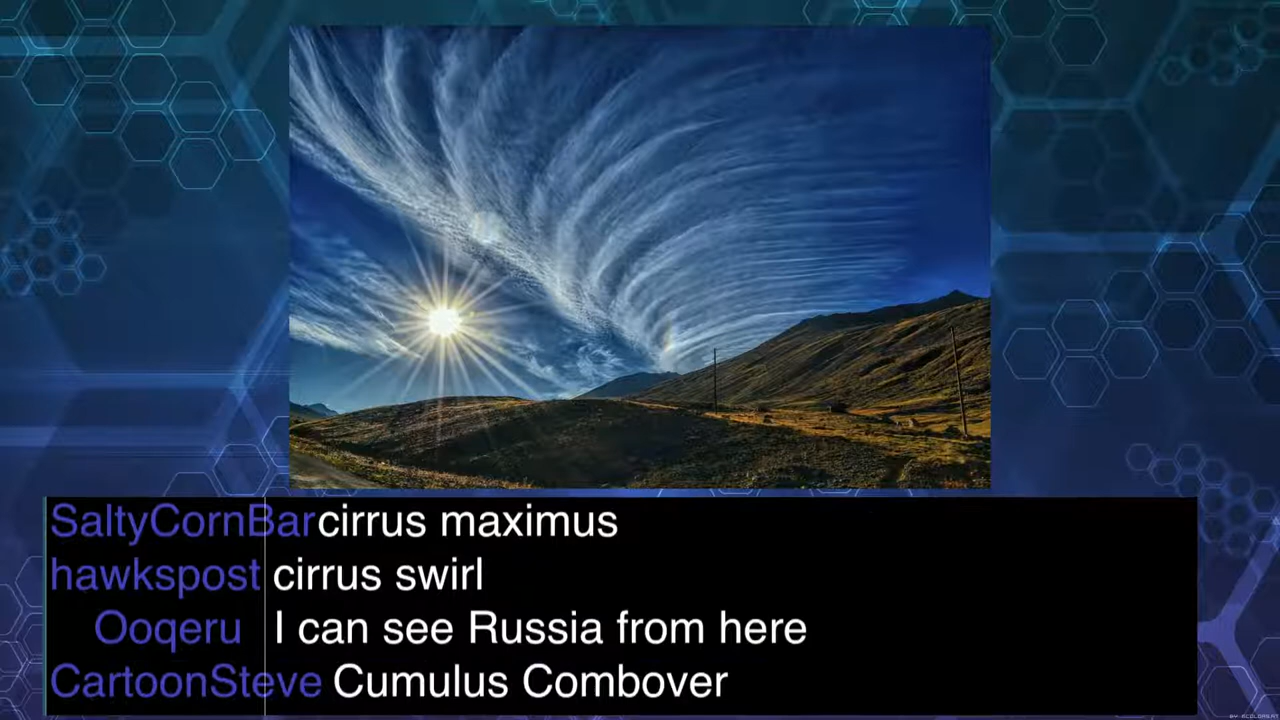 SaltyCornBar cirrus maximus
hawkspost cirrus swirl
Ooqeru I can see Russia from here
CartoonSteve Cumulus Combover